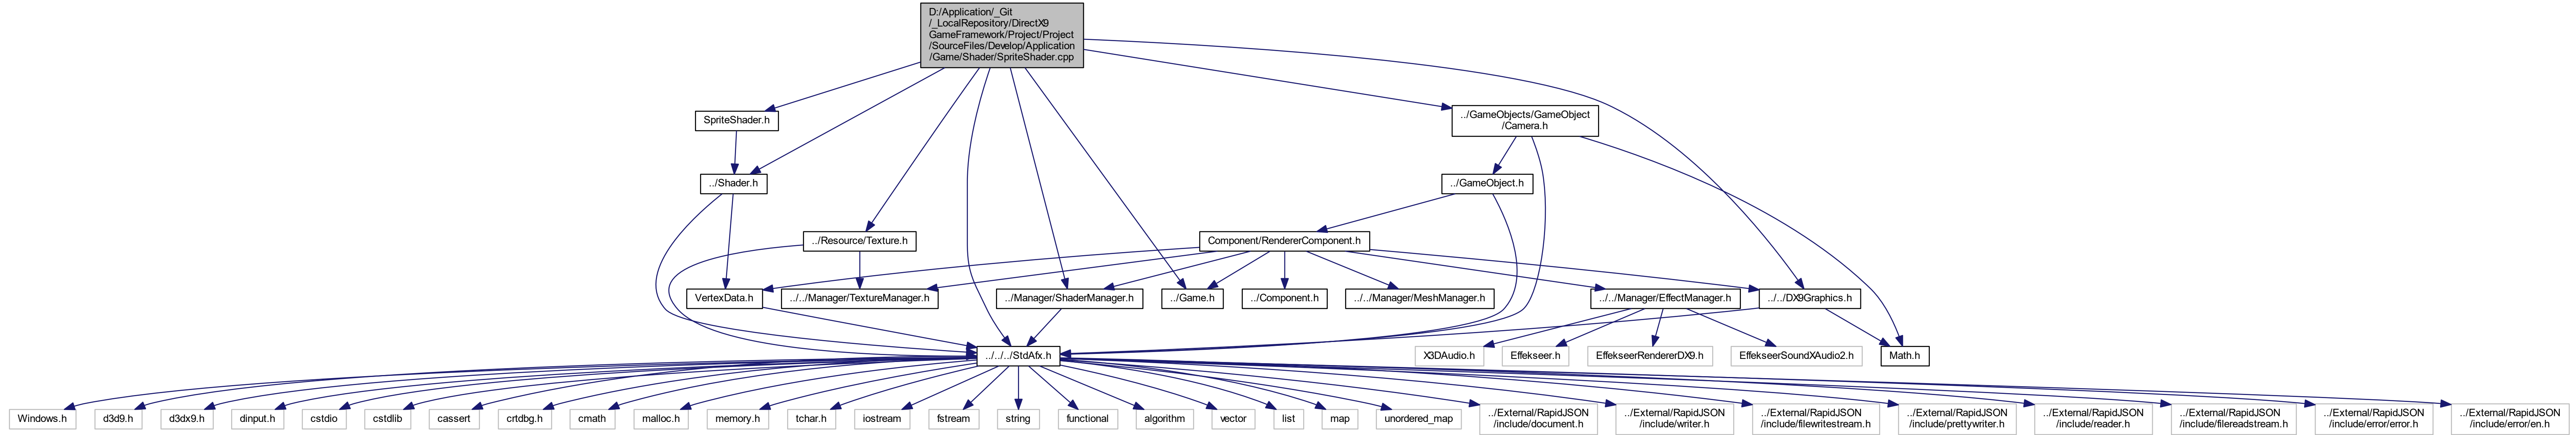 D:/Application/_Git
/_LocalRepository/DirectX9
GameFramework/Project/Project
/SourceFiles/Develop/Application
/Game/Shader/SpriteShader.cpp
SpriteShader.h
../GameObjects/GameObject
/Camera.h
../Shader.h
../GameObject.h
../Resource/Texture.h
Component/RendererComponent.h
VertexData.h
../../Manager/TextureManager.h
../Manager/ShaderManager.h
../Game.h
../Component.h
../../Manager/MeshManager.h
../../Manager/EffectManager.h
../../DX9Graphics.h
../../../StdAfx.h
X3DAudio.h
Effekseer.h
EffekseerRendererDX9.h
EffekseerSoundXAudio2.h
Math.h
Windows.h
d3d9.h
d3dx9.h
dinput.h
cstdio
cstdlib
cassert
crtdbg.h
cmath
malloc.h
memory.h
tchar.h
iostream
fstream
string
functional
algorithm
vector
list
map
unordered_map
../External/RapidJSON
/include/document.h
../External/RapidJSON
/include/writer.h
../External/RapidJSON
/include/filewritestream.h
../External/RapidJSON
/include/prettywriter.h
../External/RapidJSON
/include/reader.h
../External/RapidJSON
/include/filereadstream.h
../External/RapidJSON
/include/error/error.h
../External/RapidJSON
/include/error/en.h